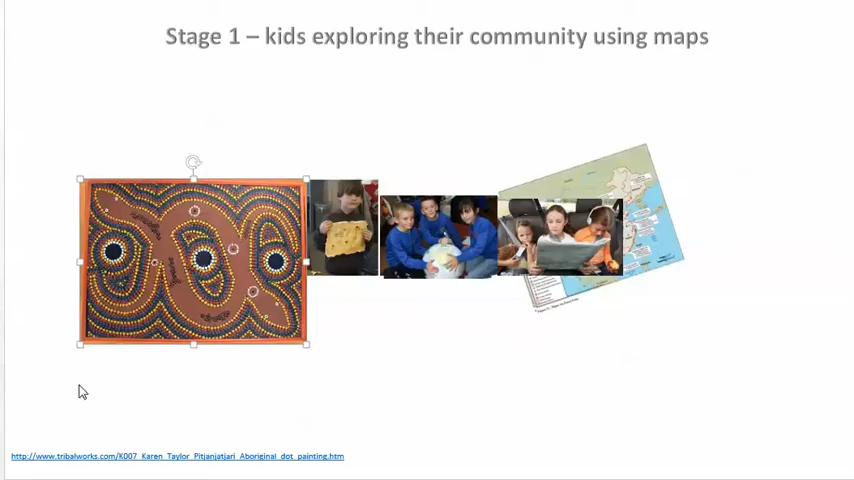 Stage 1 – kids exploring their community using maps
http://www.tribalworks.com/K007_Karen_Taylor_Pitjanjatjari_Aboriginal_dot_painting.htm